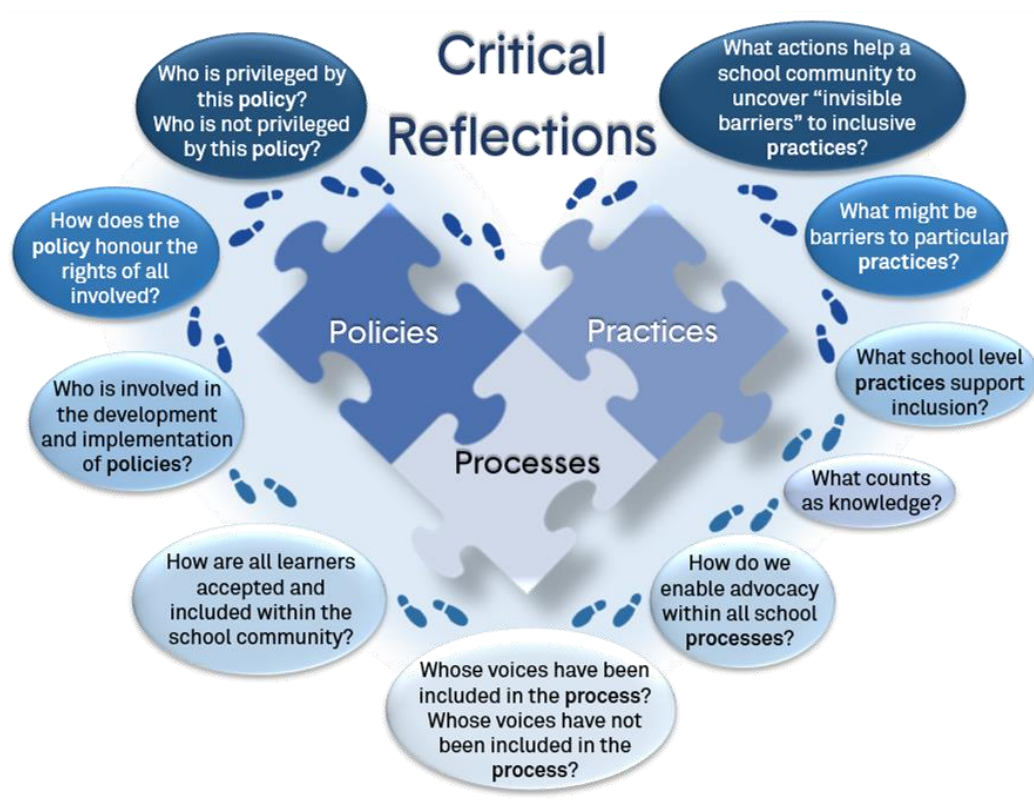 Critical
Reflections
Who is privileged by
this policy?
Who is not privileged
by this policy?
What actions help a
school community to
uncover “invisible
barriers” to inclusive
practices?
How does the
policy honour the
rights of all
involved?
What might be
barriers to particular
practices?
Policies
Practices
Processes
Who is involved in
the development
and implementation
of policies?
What school level
practices support
inclusion?
What counts
as knowledge?
How are all learners
accepted and
included within the
school community?
How do we
enable advocacy
within all school
processes?
Whose voices have been
included in the process?
Whose voices have not
been included in the
process?